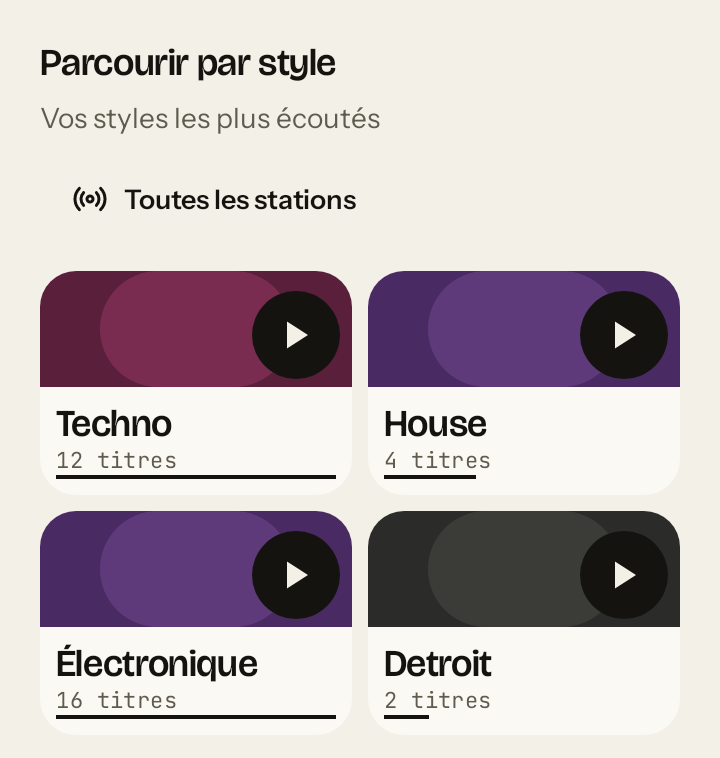 Parcourir par style
Vos styles les plus écoutés
Toutes les stations
Techno
12 titres
House
4 titres
Électronique
16 titres
Detroit
2 titres